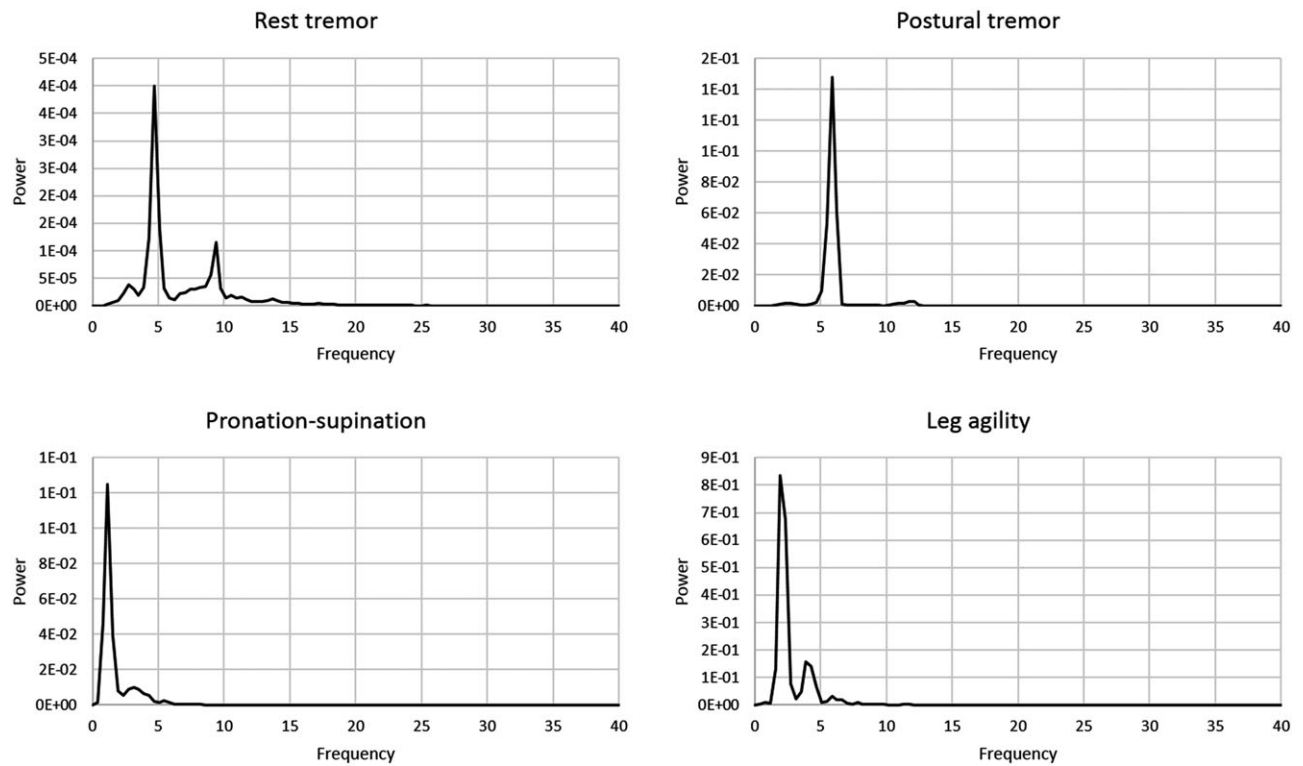 Rest tremor
5E-04
4E-04
4E-04
3E-04
3E-04
2E-04
2E-04
1E-04
5E-05
0E+00
Power
0 5 10 15 20 25 30 35 40
Frequency
Postural tremor
2E-01
1E-01
1E-01
1E-01
8E-02
6E-02
4E-02
2E-02
0E+00
Power
0 5 10 15 20 25 30 35 40
Frequency
Pronation-supination
1E-01
1E-01
1E-01
8E-02
6E-02
4E-02
2E-02
0E+00
Power
0 5 10 15 20 25 30 35 40
Frequency
Leg agility
9E-01
8E-01
7E-01
6E-01
5E-01
4E-01
3E-01
2E-01
1E-01
0E+00
Power
0 5 10 15 20 25 30 35 40
Frequency